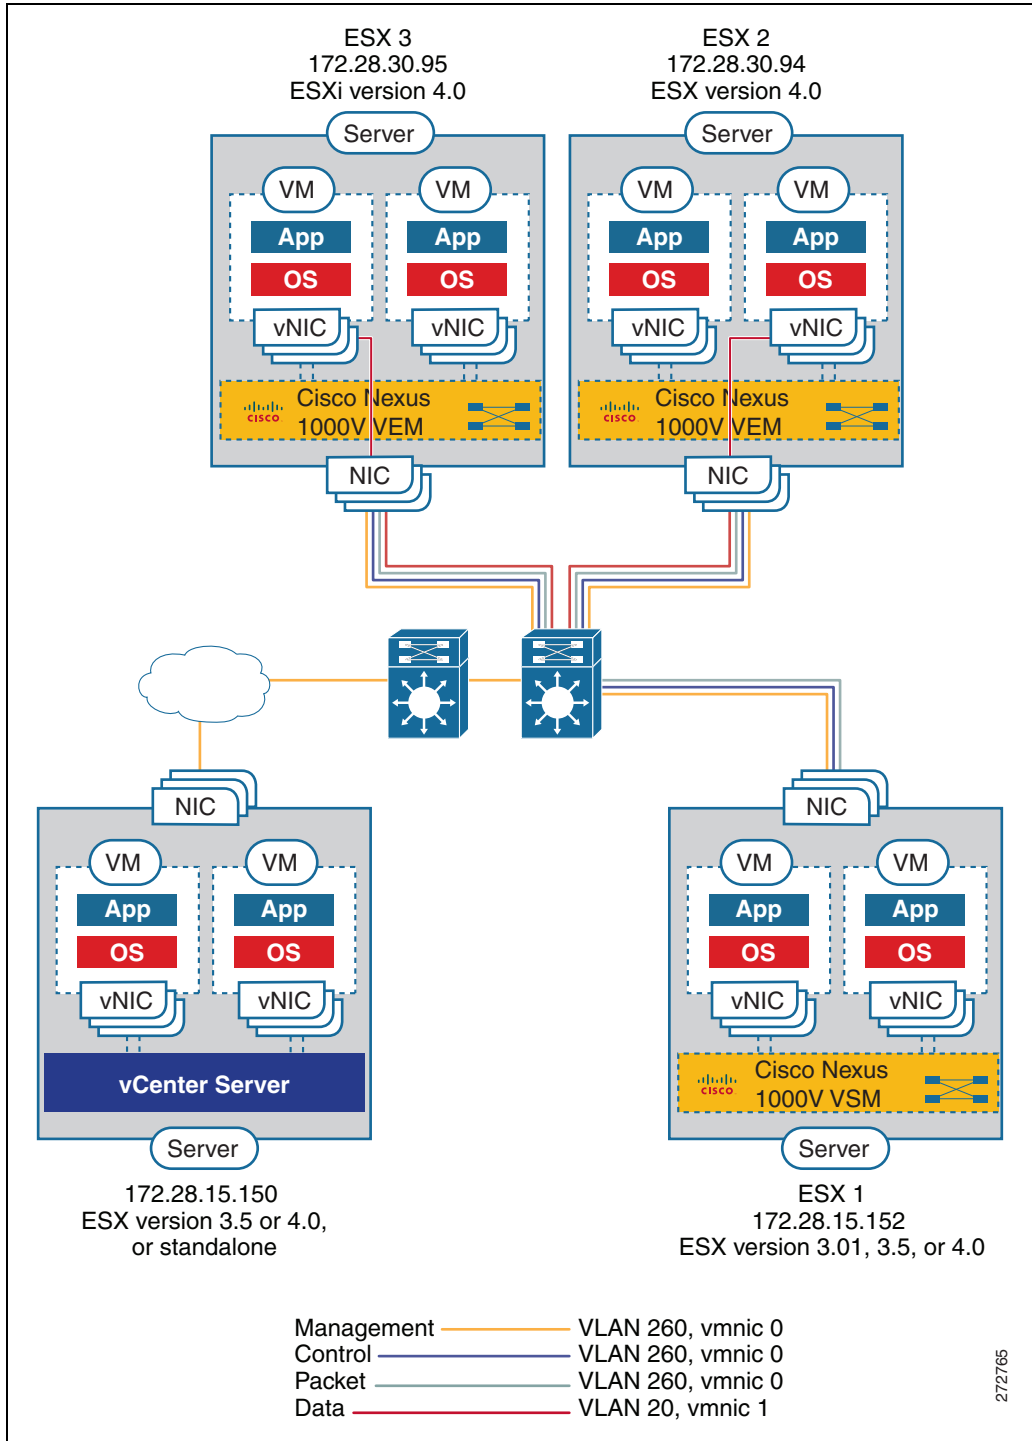 ESX 3
172.28.30.95
ESXi version 4.0
ESX 2
172.28.30.94
ESX version 4.0
Server
Server
VM
VM
VM
VM
App
App
App
App
OS
OS
OS
OS
vNIC
vNIC
vNIC
vNIC
CISCO
Cisco Nexus
1000V VEM
CISCO
Cisco Nexus
1000V VEM
NIC
NIC
NIC
NIC
VM
VM
VM
VM
App
App
App
App
OS
OS
OS
OS
vNIC
vNIC
vNIC
vNIC
vCenter Server
CISCO
Cisco Nexus
1000V VSM
Server
Server
172.28.15.150
ESX version 3.5 or 4.0,
or standalone
ESX 1
172.28.15.152
ESX version 3.01, 3.5, or 4.0
Management VLAN 260, vmnic 0
Control VLAN 260, vmnic 0
Packet VLAN 260, vmnic 0
Data VLAN 20, vmnic 1
272765